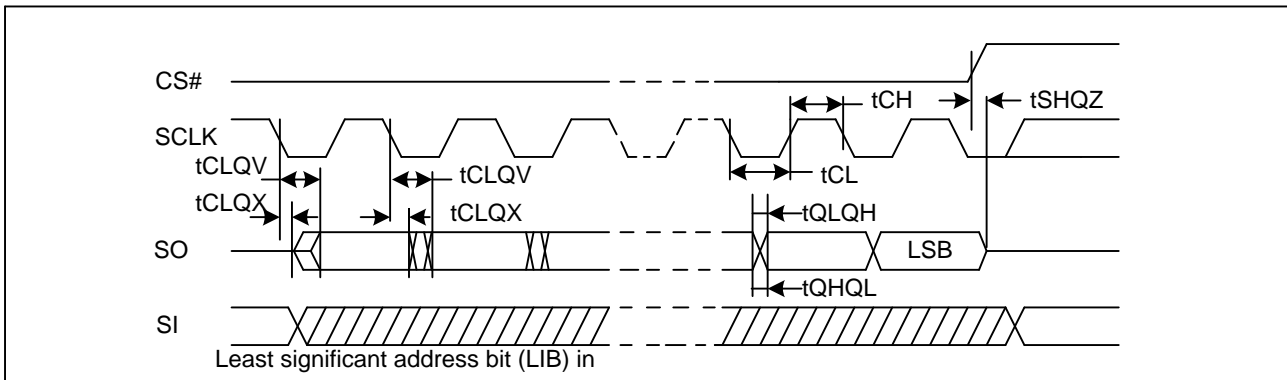 CS#
tCH
tSHQZ
SCLK
tCLQV
tCLQV
tCL
tCLQX
tCLQX
tQLQH
SO
LSB
tQHQL
SI
Least significant address bit (LIB) in